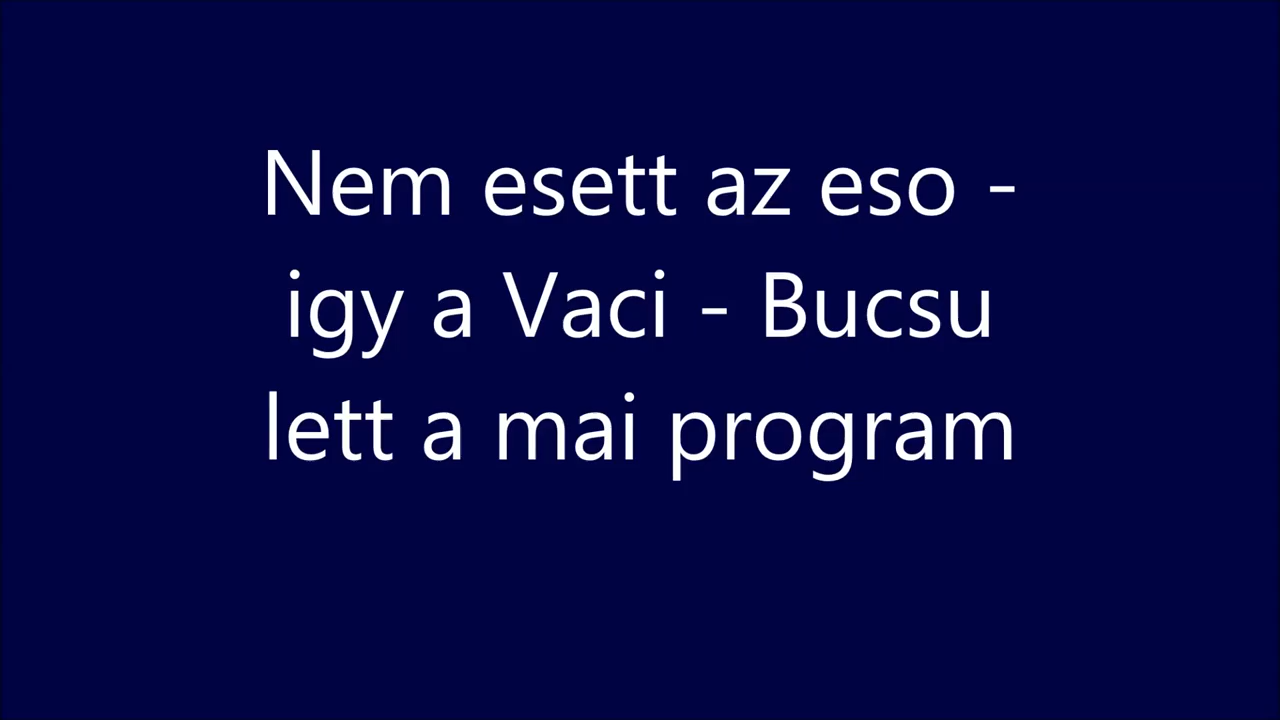 Nem esett az eso -
igy a Vaci - Bucsu
lett a mai program